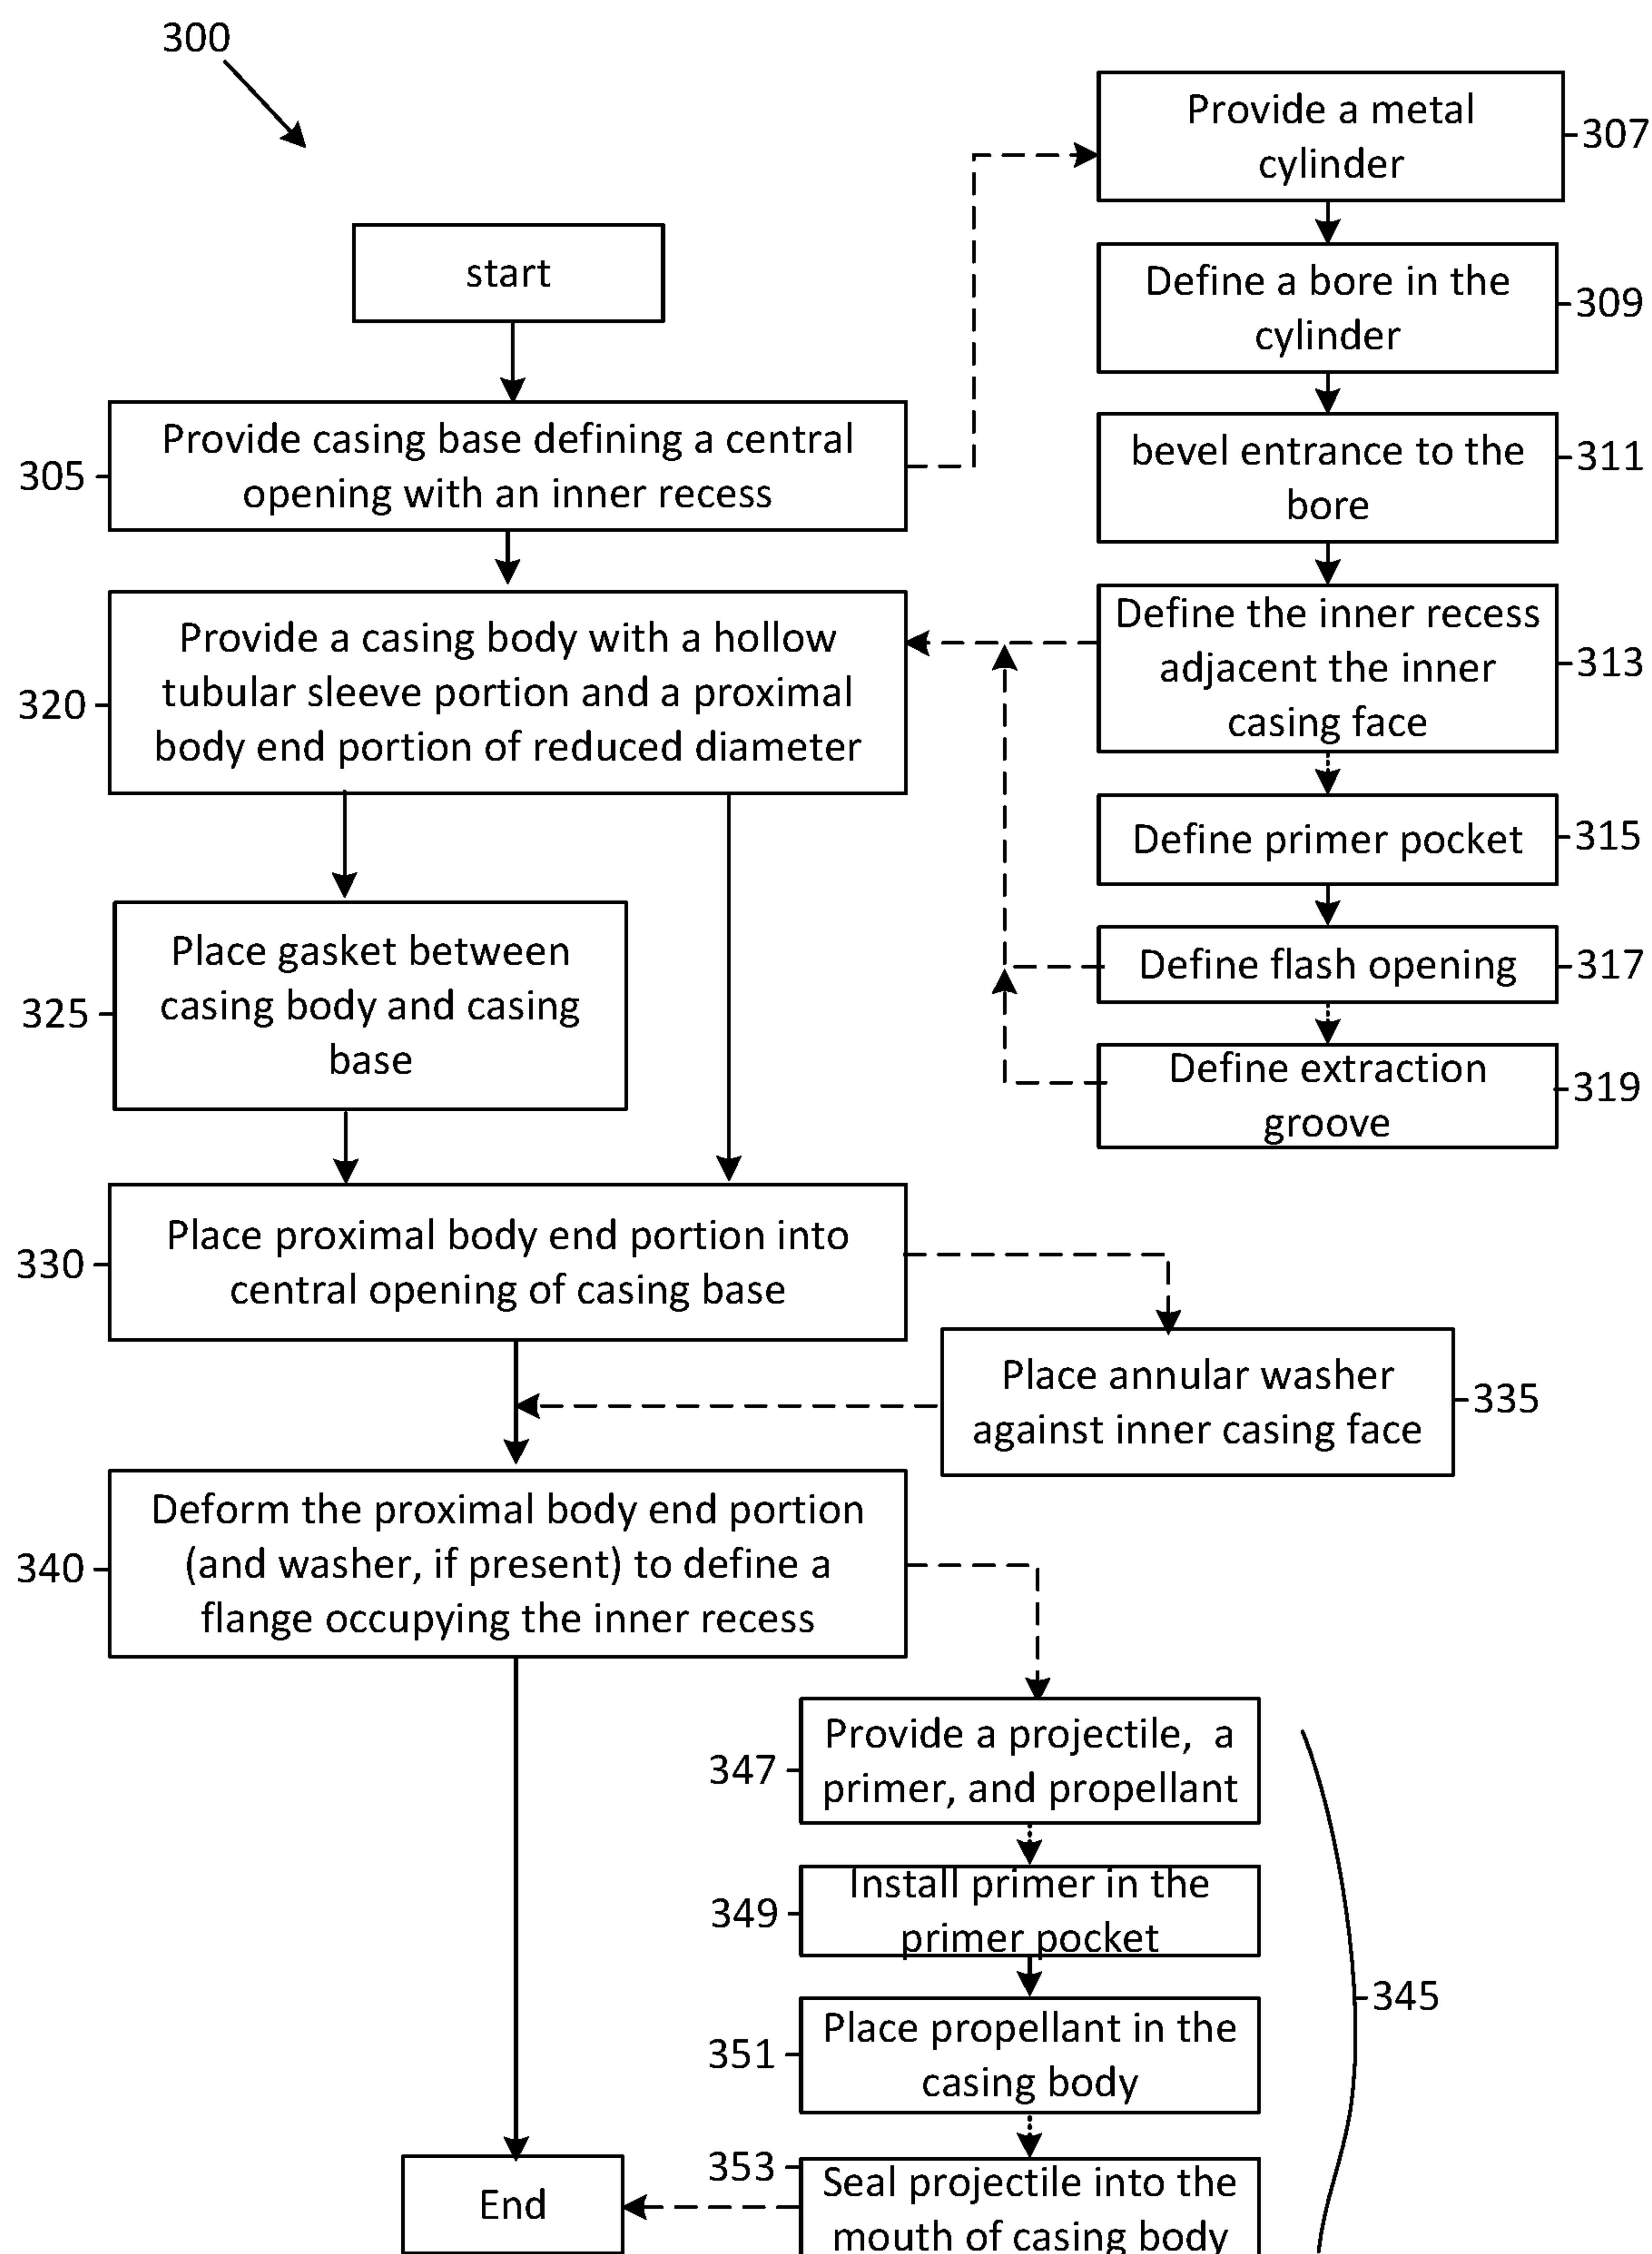 300
start
305
Provide casing base defining a central
opening with an inner recess
Provide a metal
cylinder
307
Define a bore in the
cylinder
309
bevel entrance to the
bore
311
Define the inner recess
adjacent the inner
casing face
313
Define primer pocket
315
Define flash opening
317
Define extraction
groove
319
320
Provide a casing body with a hollow
tubular sleeve portion and a proximal
body end portion of reduced diameter
325
Place gasket between
casing body and casing
base
330
Place proximal body end portion into
central opening of casing base
Place annular washer
against inner casing face
335
340
Deform the proximal body end portion
(and washer, if present) to define a
flange occupying the inner recess
347
Provide a projectile, a
primer, and propellant
349
Install primer in the
primer pocket
345
351
Place propellant in the
casing body
353
Seal projectile into the
mouth of casing body
End